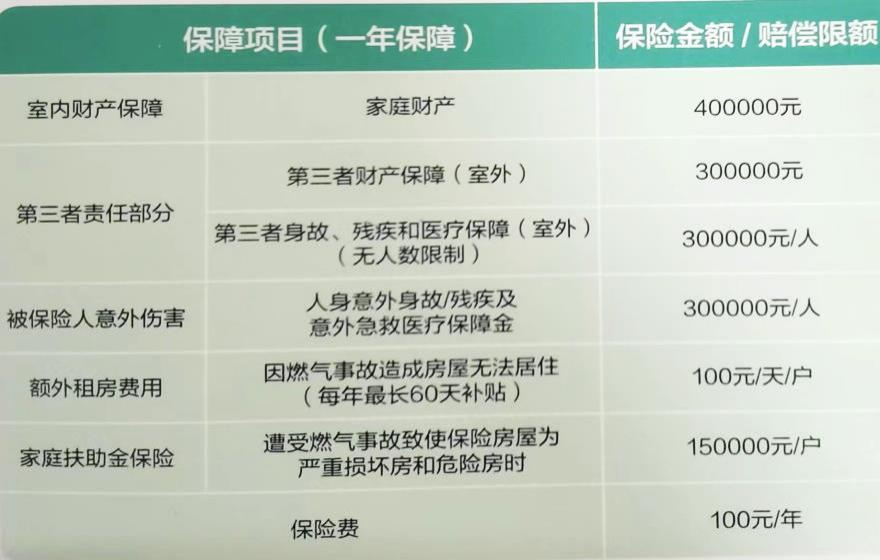 保障项目（一年保障）
保险金额/赔偿限额
室内财产保障
家庭财产
400000元
第三者责任部分
第三者财产保障（室外）
300000元
第三者身故、残疾和医疗保障（室外）
（无人数限制）
300000元/人
被保险人意外伤害
人身意外身故/残疾及
意外急救医疗保障金
300000元/人
额外租房费用
因燃气事故造成房屋无法居住
（每年最长60天补贴）
100元/天/户
家庭扶助金保险
遭受燃气事故致使保险房屋为
严重损坏房和危险房时
150000元/户
保险费
100元/年